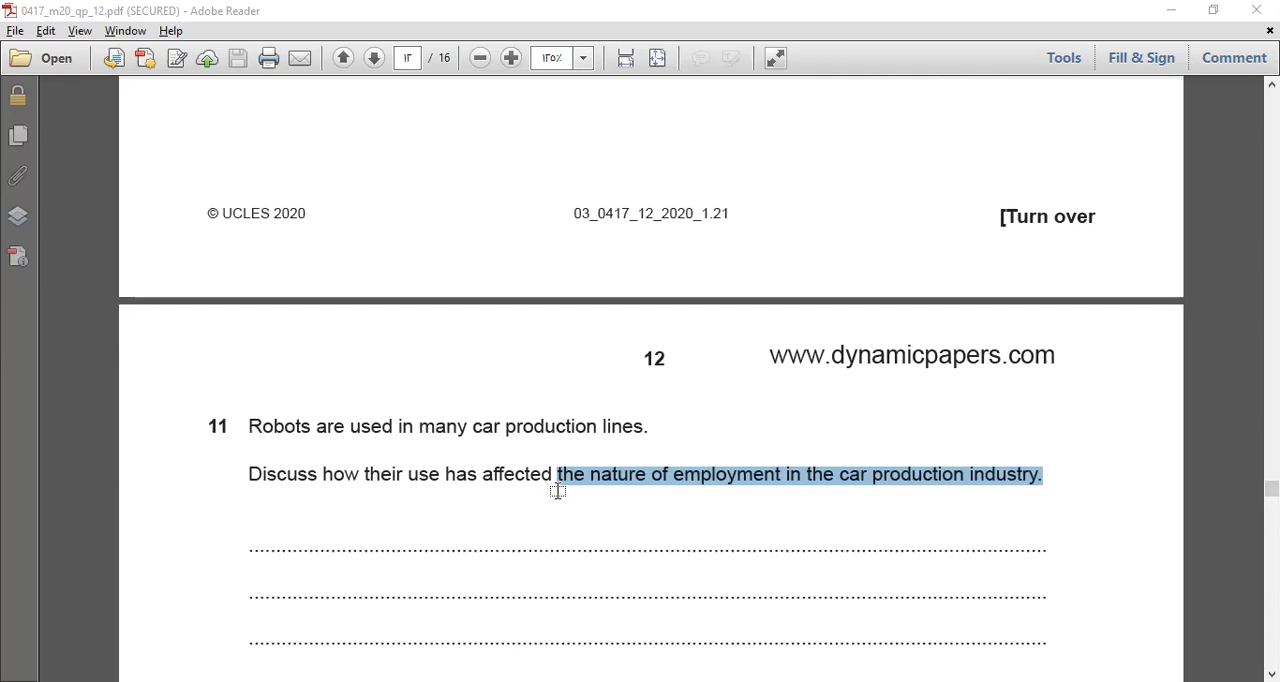 0417_m20_qp_12.pdf (SECURED) - Adobe Reader
File Edit View Window Help
Open ١٣ / 16 ١٣٥٪ Tools Fill & Sign Comment
© UCLES 2020 03_0417_12_2020_1.21 [Turn over
12 www.dynamicpapers.com
11 Robots are used in many car production lines.
Discuss how their use has affected the nature of employment in the car production industry.